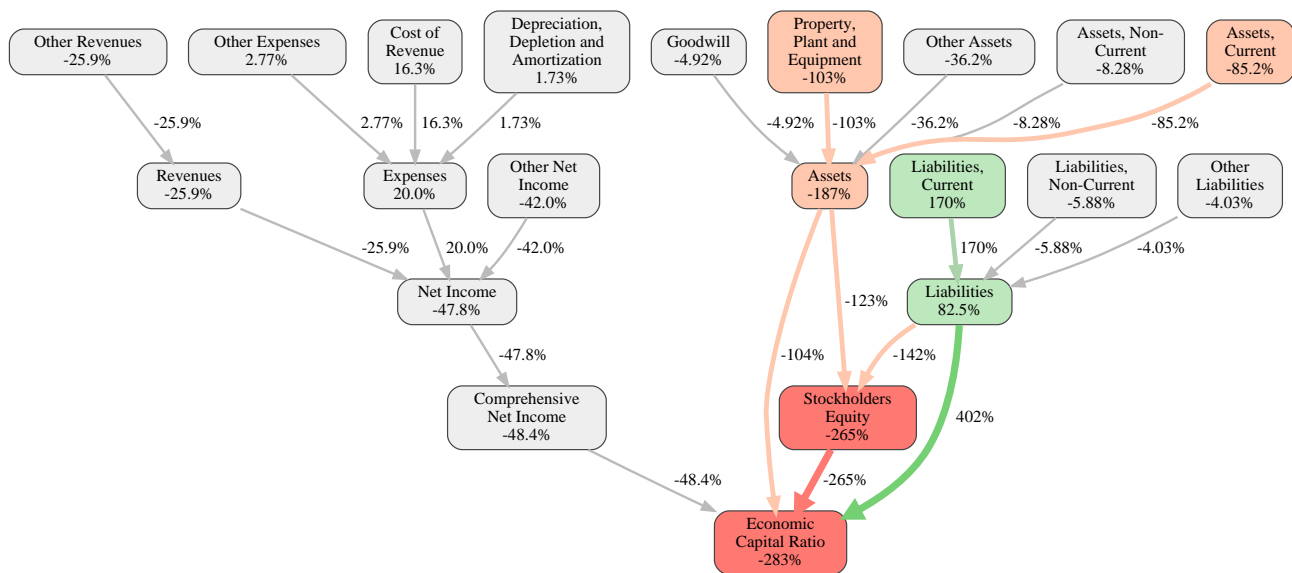 Other Revenues
-25.9%
Other Expenses
2.77%
Cost of
Revenue
16.3%
Depreciation,
Depletion and
Amortization
1.73%
Goodwill
-4.92%
Property,
Plant and
Equipment
-103%
Other Assets
-36.2%
Assets, Non-
Current
-8.28%
Assets,
Current
-85.2%
-25.9%
2.77%
16.3%
1.73%
-4.92%
-103%
-36.2%
-8.28%
-85.2%
Revenues
-25.9%
Expenses
20.0%
Other Net
Income
-42.0%
Assets
-187%
Liabilities,
Current
170%
Liabilities,
Non-Current
-5.88%
Other
Liabilities
-4.03%
-25.9%
20.0%
-42.0%
170%
-5.88%
-4.03%
Net Income
-47.8%
-123%
Liabilities
82.5%
-47.8%
-104%
-142%
Comprehensive
Net Income
-48.4%
Stockholders
Equity
-265%
402%
-48.4%
-265%
Economic
Capital Ratio
-283%